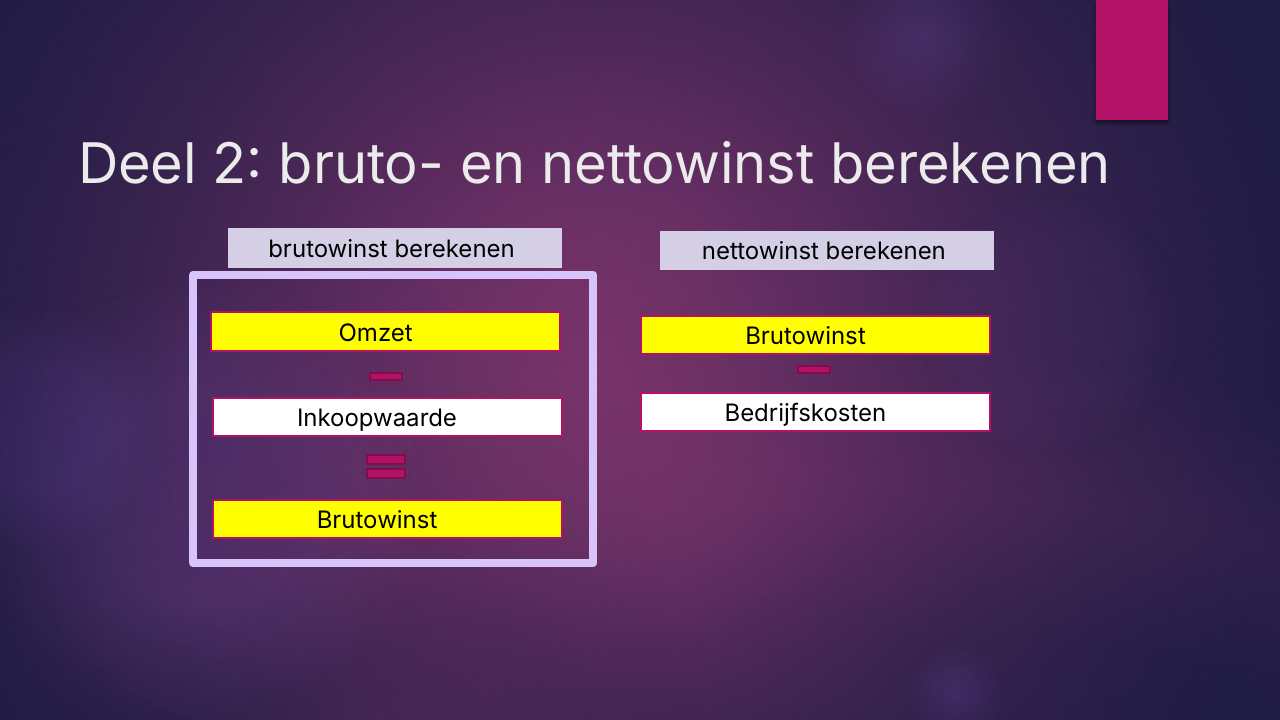 Deel 2: bruto- en nettowinst berekenen
brutowinst berekenen
Omzet
Inkoopwaarde
Brutowinst
nettowinst berekenen
Brutowinst
Bedrijfskosten